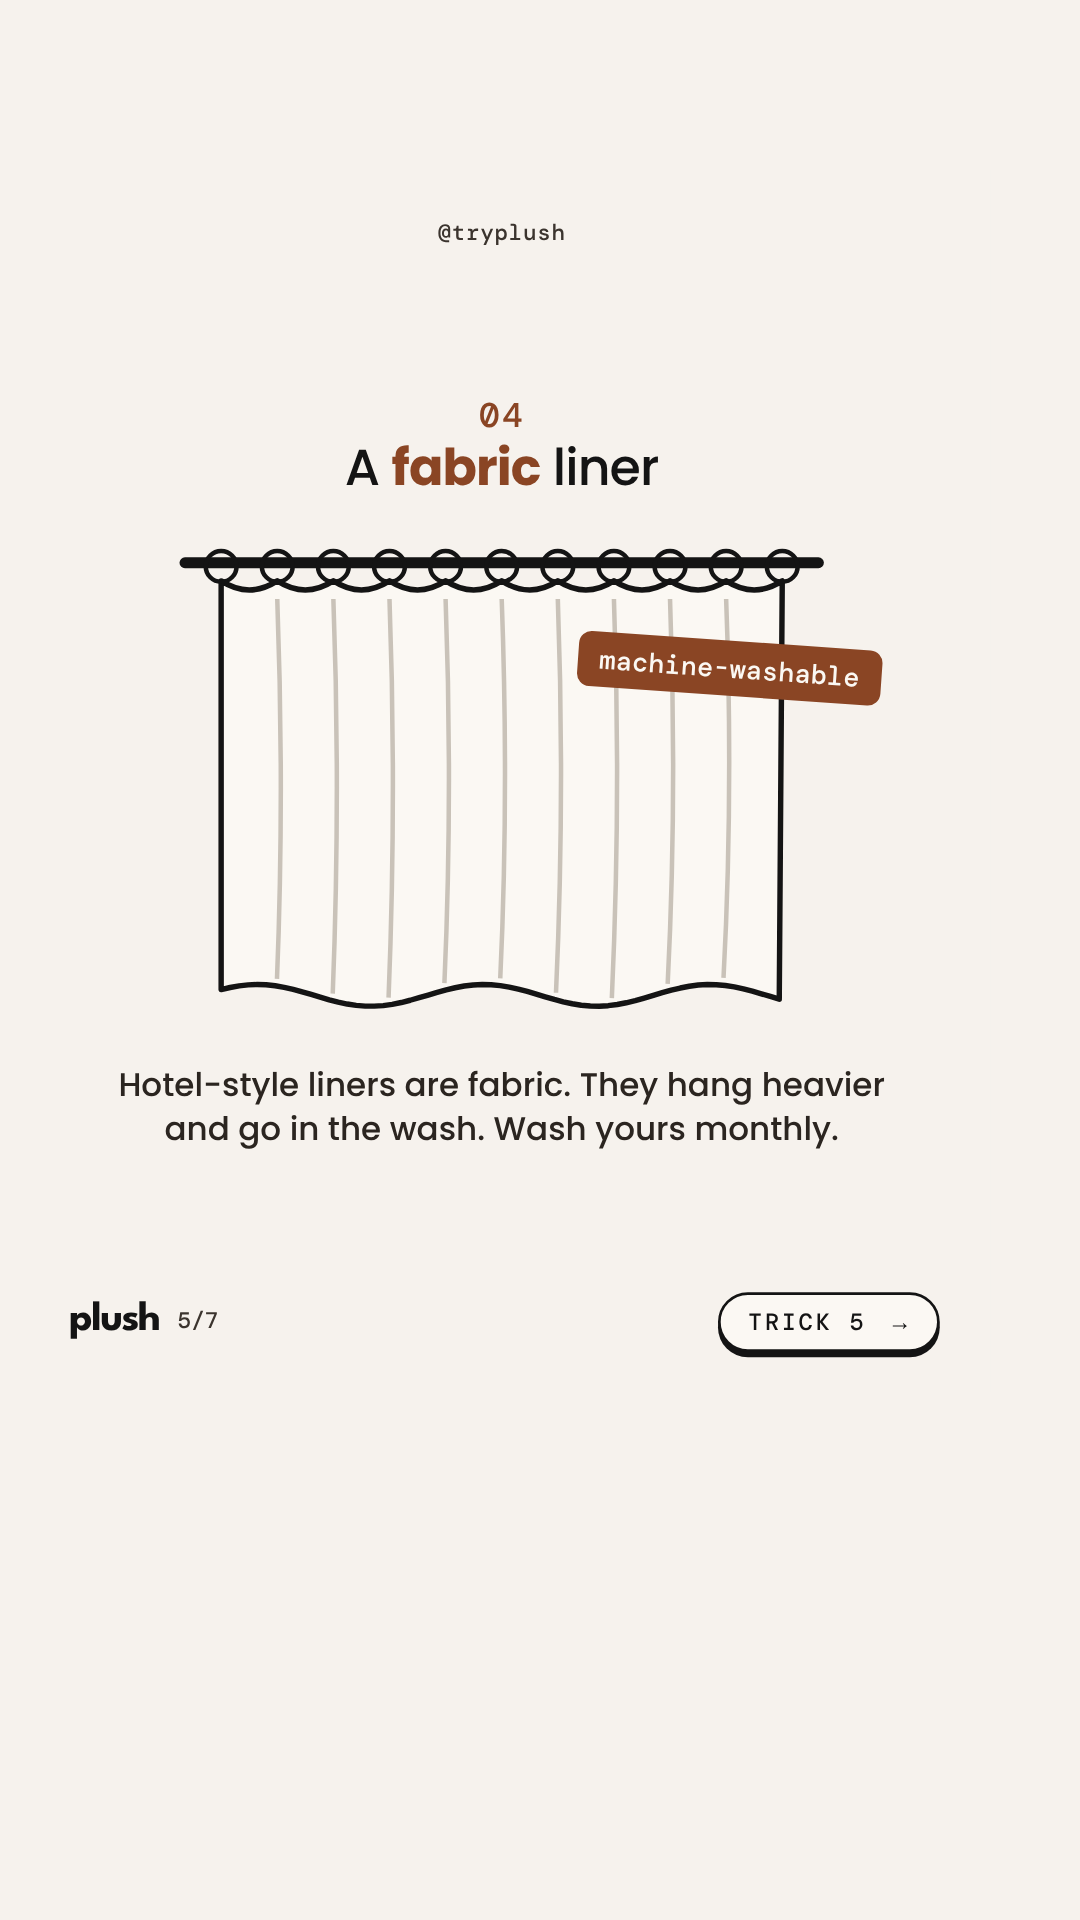 @tryplush
04
A fabric liner
machine-washable
Hotel-style liners are fabric. They hang heavier
and go in the wash. Wash yours monthly.
plush 5/7
TRICK 5 →